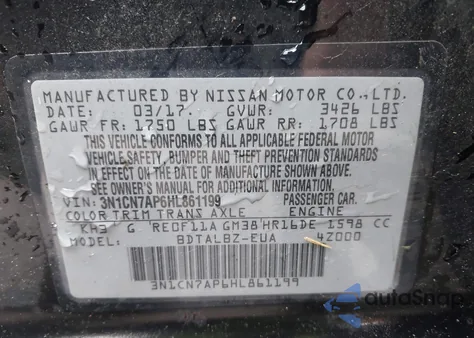 MANUFACTURED BY NISSAN MOTOR CO.,LTD.
DATE: 03/17. GVWR: 3426 LBS
GAWR FR: 1750 LBS GAWR RR: 1708 LBS
THIS VEHICLE CONFORMS TO ALL APPLICABLE FEDERAL MOTOR
VEHICLE SAFETY, BUMPER AND THEFT PREVENTION STANDARDS
IN EFFECT ON THE DATE OF MANUFACTURE SHOWN ABOVE.
SEE OWNER'S MANUAL FOR ADDITIONAL INFORMATION.
VIN: 3N1CN7AP6HL861199 PASSENGER CAR.
COLOR TRIM TRANS AXLE ENGINE
KH3 G RE0F11A GM38 HR16DE 1598 CC
MODEL: BDTALBZ-EUA 4Z000
3N1CN7AP6HL861199
autoSnap